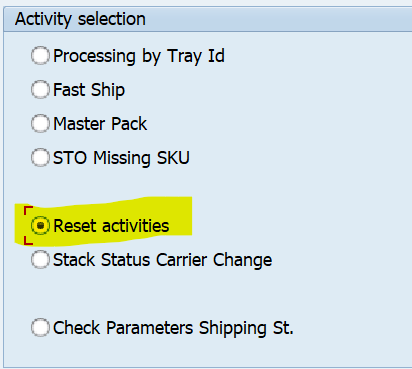 Activity selection
Processing by Tray Id
Fast Ship
Master Pack
STO Missing SKU
Reset activities
Stack Status Carrier Change
Check Parameters Shipping St.